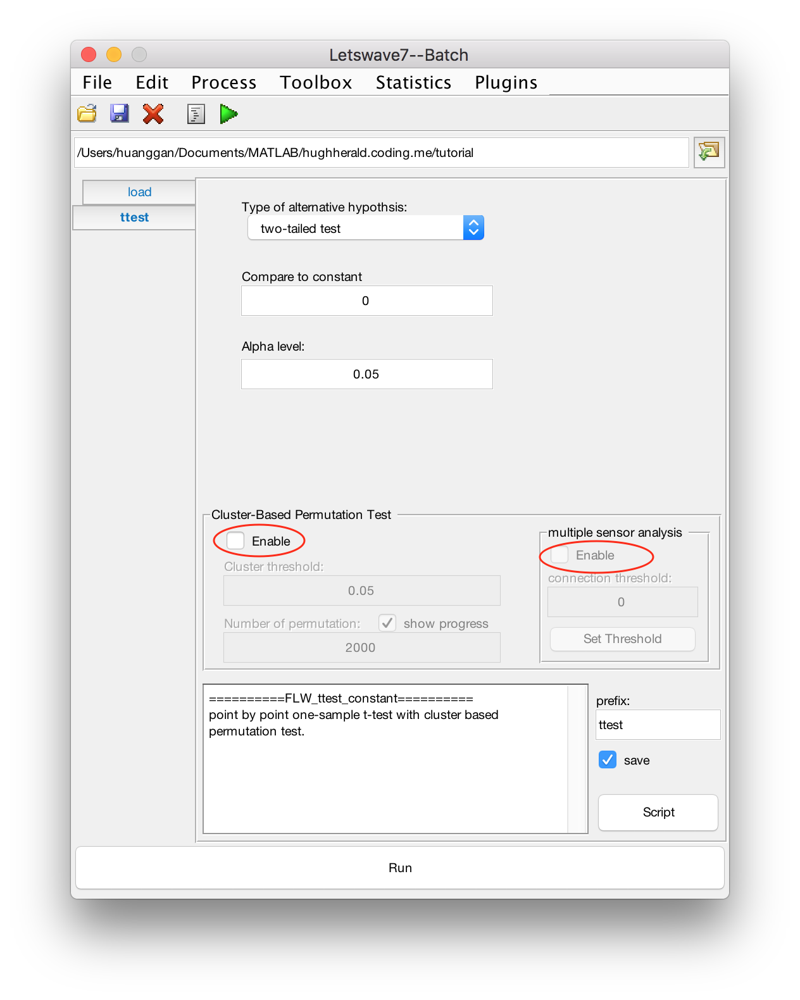 Letswave7--Batch
File Edit Process Toolbox Statistics Plugins
/Users/huanggan/Documents/MATLAB/hughherald.coding.me/tutorial
load
ttest
Type of alternative hypothsis:
two-tailed test
Compare to constant
0
Alpha level:
0.05
Cluster-Based Permutation Test
Enable
Cluster threshold:
0.05
Number of permutation: show progress
2000
multiple sensor analysis
Enable
connection threshold:
0
Set Threshold
==========FLW_ttest_constant==========
point by point one-sample t-test with cluster based
permutation test.
prefix:
ttest
save
Script
Run